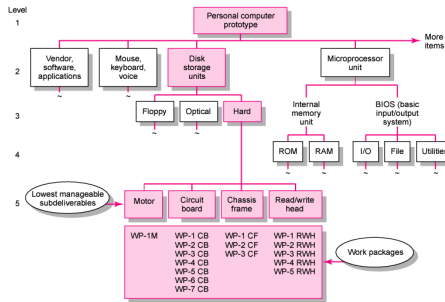 Level
1
Personal computer
prototype
More
items
2
Vendor,
software,
applications
Mouse,
keyboard,
voice
Disk
storage
units
Microprocessor
unit
3
Floppy
Optical
Hard
Internal
memory
unit
BIOS (basic
input/output
system)
4
ROM
RAM
I/O
File
Utilities
Lowest manageable
subdeliverables
5
Motor
Circuit
board
Chassis
frame
Read/write
head
WP-1M
WP-1 CB
WP-2 CB
WP-3 CB
WP-4 CB
WP-5 CB
WP-6 CB
WP-7 CB
WP-1 CF
WP-2 CF
WP-3 CF
WP-1 RWH
WP-2 RWH
WP-3 RWH
WP-4 RWH
WP-5 RWH
Work packages